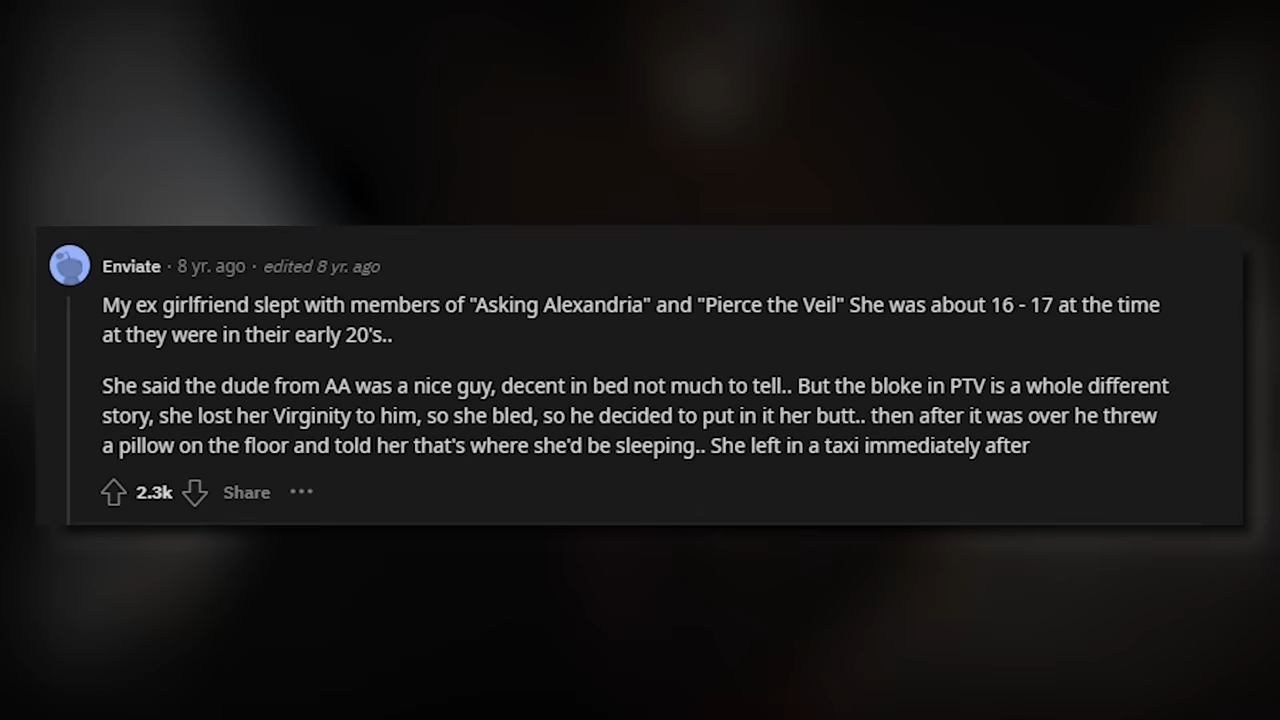 Enviate · 8 yr. ago · edited 8 yr. ago
My ex girlfriend slept with members of "Asking Alexandria" and "Pierce the Veil" She was about 16 - 17 at the time
at they were in their early 20's..
She said the dude from AA was a nice guy, decent in bed not much to tell.. But the bloke in PTV is a whole different
story, she lost her Virginity to him, so she bled, so he decided to put in it her butt.. then after it was over he threw
a pillow on the floor and told her that's where she'd be sleeping.. She left in a taxi immediately after
2.3k Share